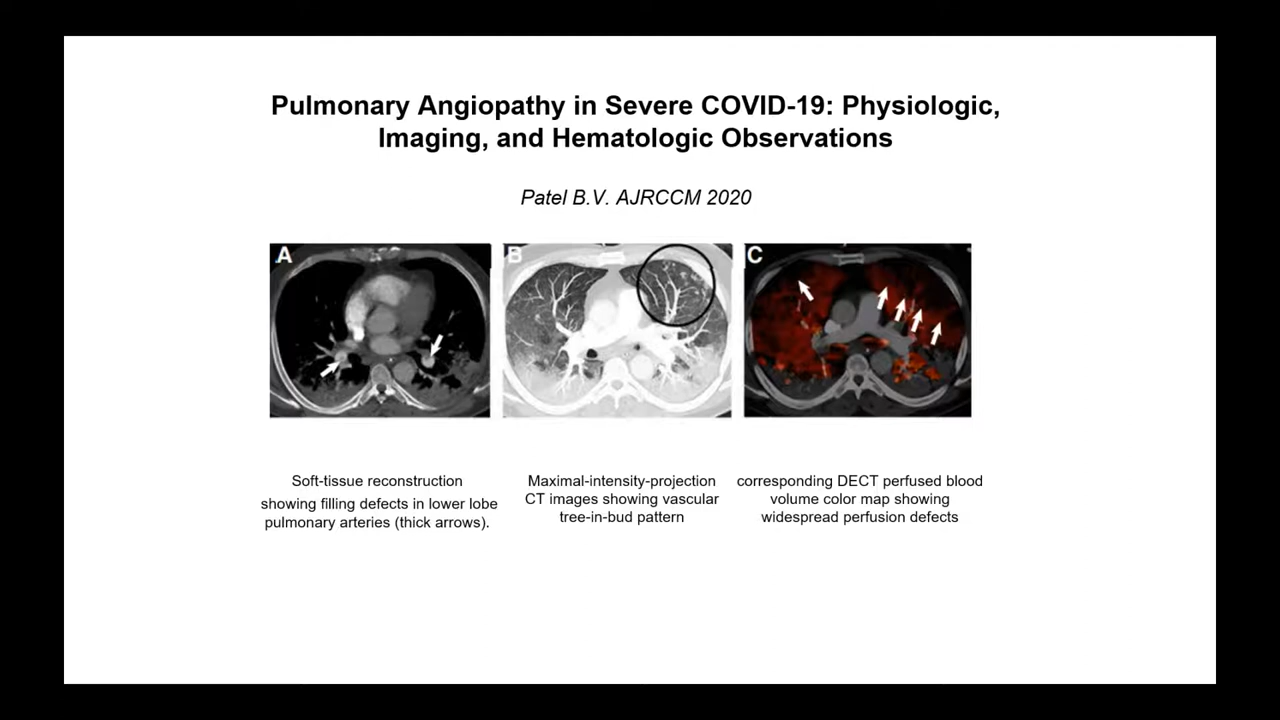 Pulmonary Angiopathy in Severe COVID-19: Physiologic,
Imaging, and Hematologic Observations
Patel B.V. AJRCCM 2020
A
B
C
Soft-tissue reconstruction
showing filling defects in lower lobe
pulmonary arteries (thick arrows).
Maximal-intensity-projection
CT images showing vascular
tree-in-bud pattern
corresponding DECT perfused blood
volume color map showing
widespread perfusion defects